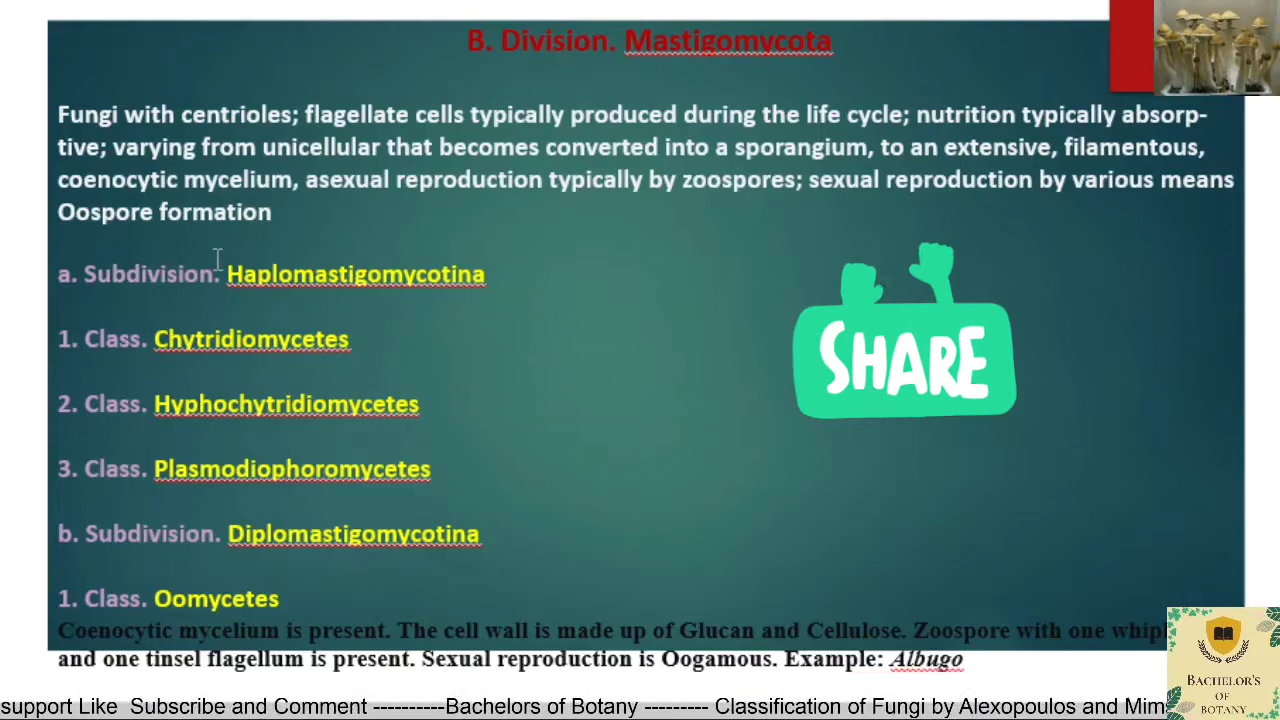 B. Division. Mastigomycota
Fungi with centrioles; flagellate cells typically produced during the life cycle; nutrition typically absorp-
tive; varying from unicellular that becomes converted into a sporangium, to an extensive, filamentous,
coenocytic mycelium, asexual reproduction typically by zoospores; sexual reproduction by various means
Oospore formation
a. Subdivision. Haplomastigomycotina
1. Class. Chytridiomycetes
SHARE
2. Class. Hyphochytridiomycetes
3. Class. Plasmodiophoromycetes
b. Subdivision. Diplomastigomycotina
1. Class. Oomycetes
Coenocytic mycelium is present. The cell wall is made up of Glucan and Cellulose. Zoospore with one
and one tinsel flagellum is present. Sexual reproduction is Oogamous. Example: Albugo
BACHELOR'S
OF
BOTANY
support Like Subscribe and Comment ----------Bachelors of Botany --------- Classification of Fungi by Alexopoulos and Mim